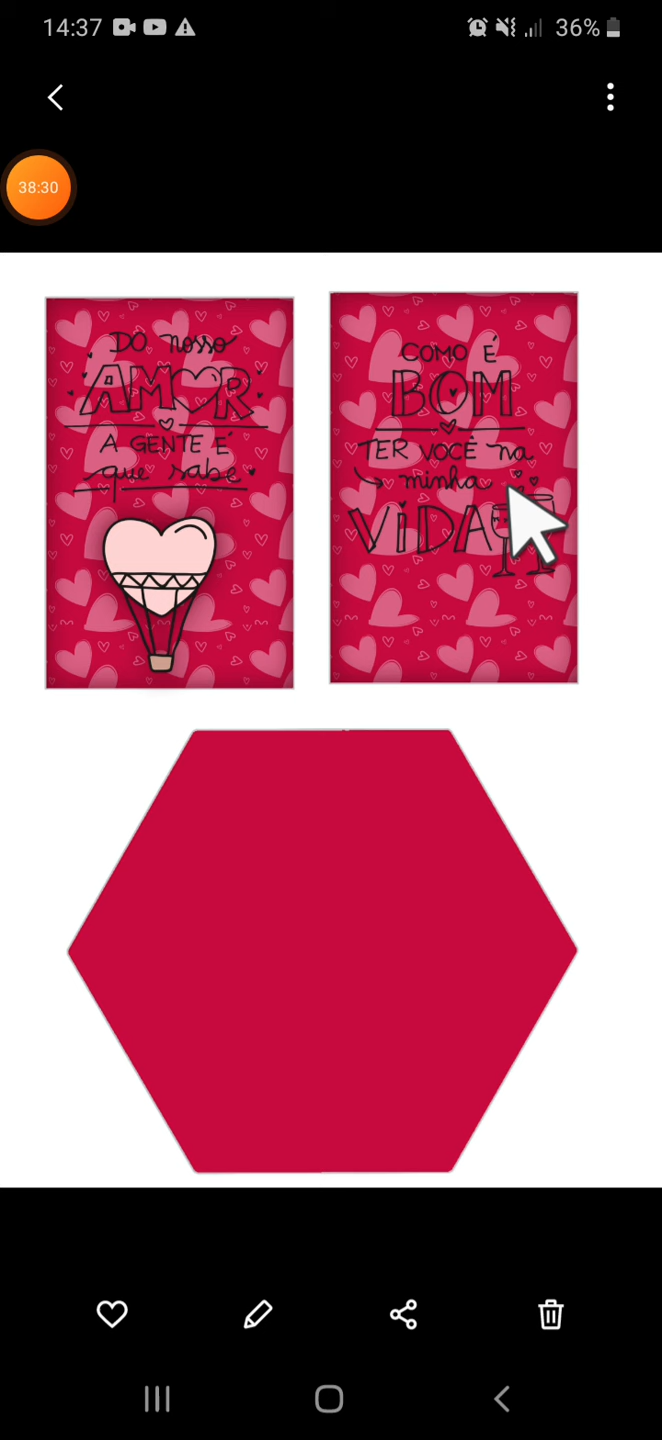 14:37
36%
38:30
DO nosso
AMOR
A GENTE É
que sabe
COMO É
BOM
TER VOCÊ na
minha
VIDA